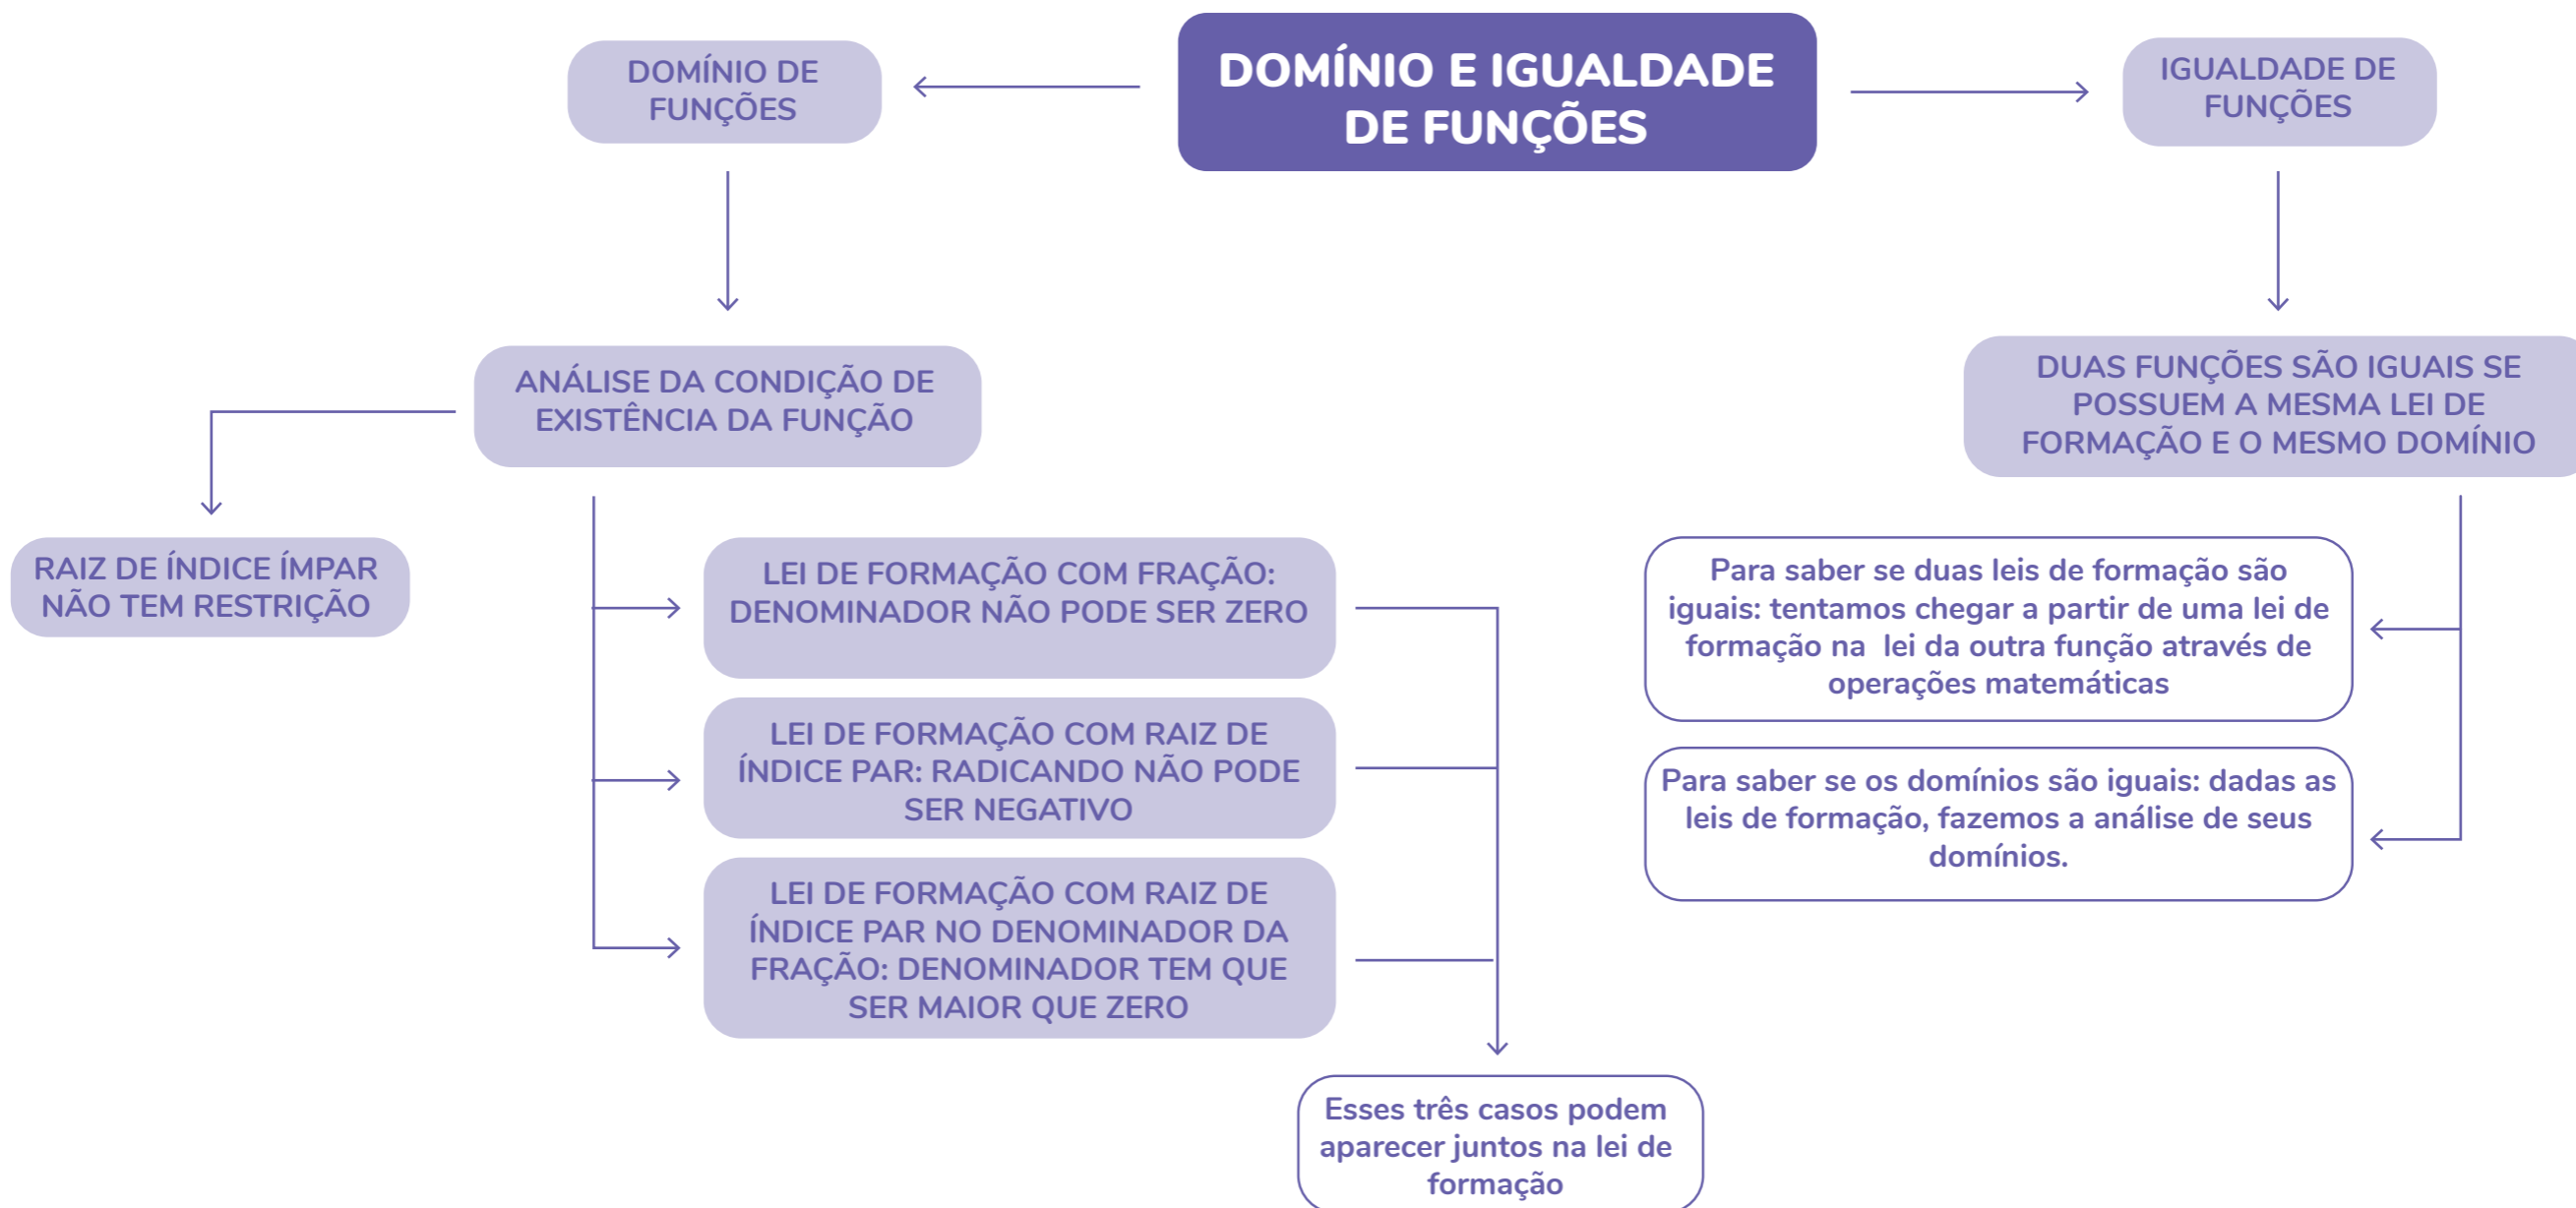 DOMÍNIO E IGUALDADE
DE FUNÇÕES
DOMÍNIO DE
FUNÇÕES
IGUALDADE DE
FUNÇÕES
ANÁLISE DA CONDIÇÃO DE
EXISTÊNCIA DA FUNÇÃO
RAIZ DE ÍNDICE ÍMPAR
NÃO TEM RESTRIÇÃO
LEI DE FORMAÇÃO COM FRAÇÃO:
DENOMINADOR NÃO PODE SER ZERO
LEI DE FORMAÇÃO COM RAIZ DE
ÍNDICE PAR: RADICANDO NÃO PODE
SER NEGATIVO
LEI DE FORMAÇÃO COM RAIZ DE
ÍNDICE PAR NO DENOMINADOR DA
FRAÇÃO: DENOMINADOR TEM QUE
SER MAIOR QUE ZERO
Esses três casos podem
aparecer juntos na lei de
formação
DUAS FUNÇÕES SÃO IGUAIS SE
POSSUEM A MESMA LEI DE
FORMAÇÃO E O MESMO DOMÍNIO
Para saber se duas leis de formação são
iguais: tentamos chegar a partir de uma lei de
formação na  lei da outra função através de
operações matemáticas
Para saber se os domínios são iguais: dadas as
leis de formação, fazemos a análise de seus
domínios.